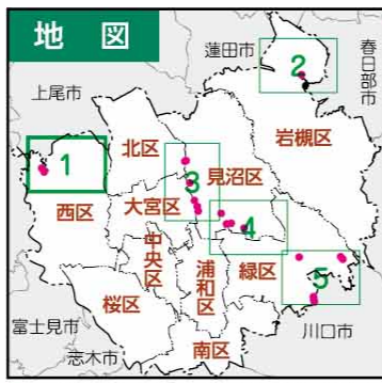 地図
蓮田市
春日部市
上尾市
2
岩槻区
北区
1
3
見沼区
西区
大宮区
4
中央区
浦和区
緑区
5
桜区
富士見市
川口市
志木市
南区